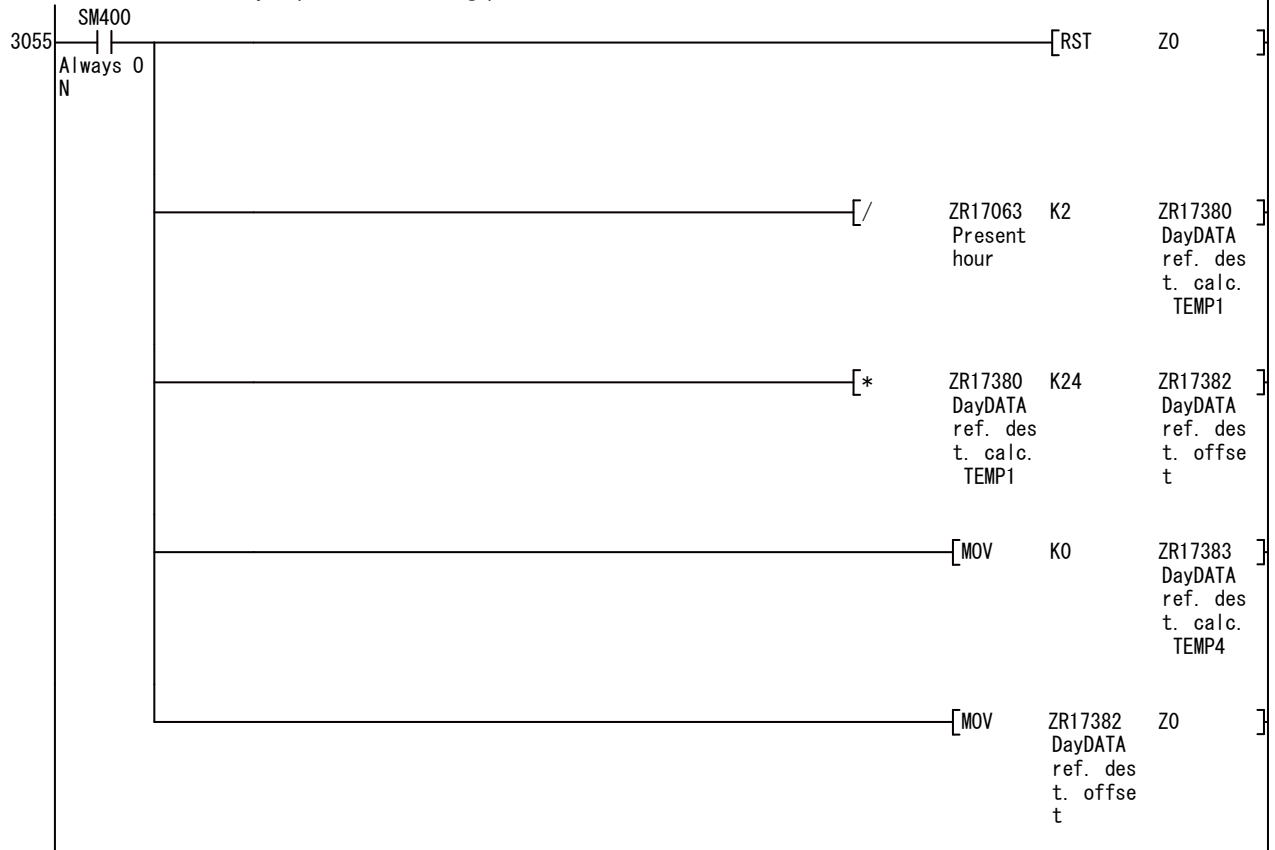 SM400
3055
[RST Z0 ]
Always O
N
[/ ZR17063 K2 ZR17380 ]
Present DayDATA
hour ref. des
t. calc.
TEMP1
[* ZR17380 K24 ZR17382 ]
DayDATA DayDATA
ref. des ref. des
t. calc. t. offse
TEMP1 t
[MOV K0 ZR17383 ]
DayDATA
ref. des
t. calc.
TEMP4
[MOV ZR17382 Z0 ]
DayDATA
ref. des
t. offse
t